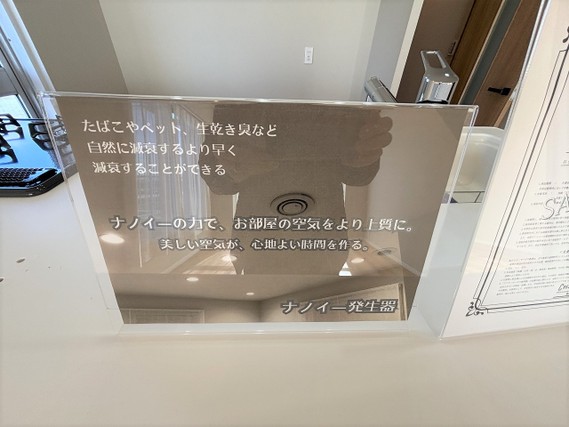 たばこやペット、生乾き臭など
自然に減衰するより早く
減衰することができる
ナノイーの力で、お部屋の空気をより上質に。
美しい空気が、心地よい時間を作る。
ナノイー発生器